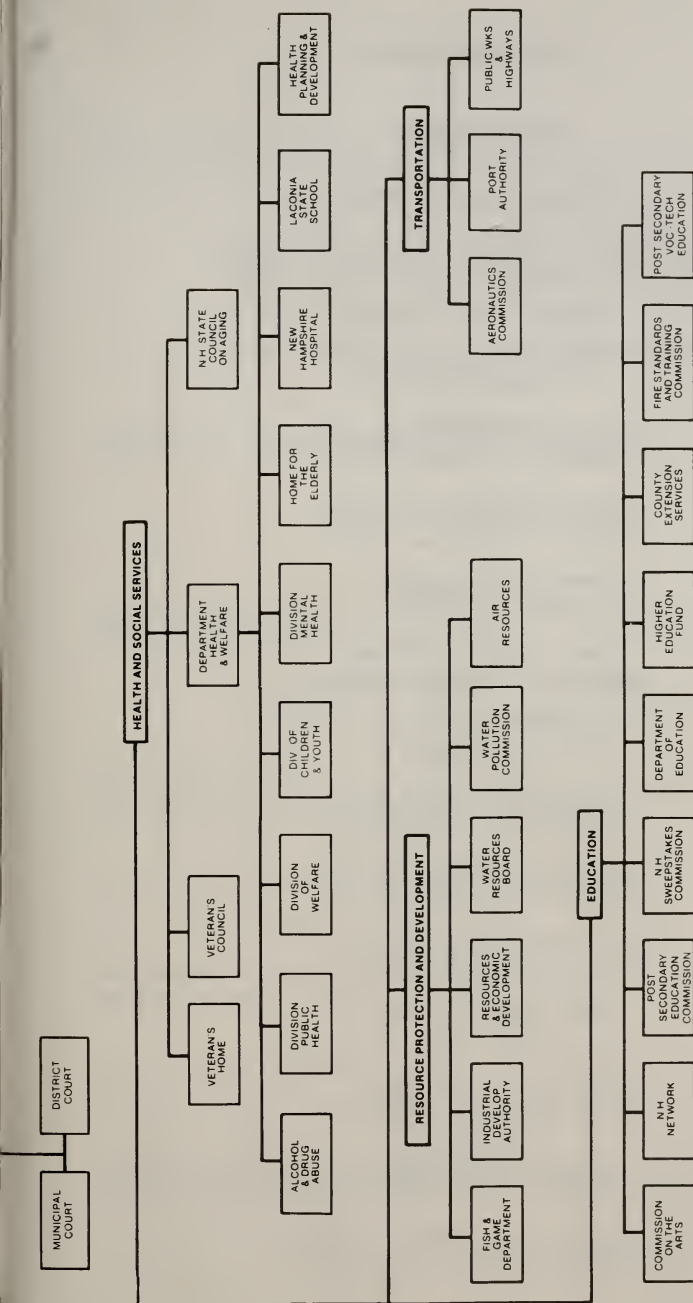 MUNICIPAL
COURT
DISTRICT
COURT
HEALTH AND SOCIAL SERVICES
VETERAN'S
HOME
VETERAN'S
COUNCIL
DEPARTMENT
HEALTH
& WELFARE
N H STATE
COUNCIL
ON AGING
ALCOHOL
& DRUG
ABUSE
DIVISION
PUBLIC
HEALTH
DIVISION
OF
WELFARE
DIV. OF
CHILDREN
& YOUTH
DIVISION
MENTAL
HEALTH
HOME FOR
THE
ELDERLY
NEW
HAMPSHIRE
HOSPITAL
LACONIA
STATE
SCHOOL
HEALTH
PLANNING &
DEVELOPMENT
RESOURCE PROTECTION AND DEVELOPMENT
FISH &
GAME
DEPARTMENT
INDUSTRIAL
DEVELOP
AUTHORITY
RESOURCES
& ECONOMIC
DEVELOPMENT
WATER
RESOURCES
BOARD
WATER
POLLUTION
COMMISSION
AIR
RESOURCES
TRANSPORTATION
AERONAUTICS
COMMISSION
PORT
AUTHORITY
PUBLIC WKS
&
HIGHWAYS
EDUCATION
COMMISSION
ON THE
ARTS
N H
NETWORK
POST
SECONDARY
EDUCATION
COMMISSION
N H
SWEEPSTAKES
COMMISSION
DEPARTMENT
OF
EDUCATION
HIGHER
EDUCATION
FUND
COUNTY
EXTENSION
SERVICES
FIRE STANDARDS
AND TRAINING
COMMISSION
POST SECONDARY
VOC.-TECH
EDUCATION